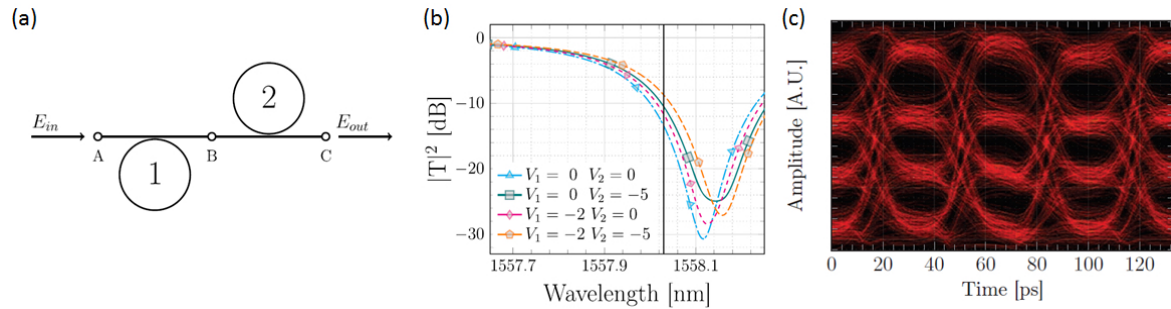 (a)
E_in
A
B
C
E_out
1
2
(b)
|T|² [dB]
0
−10
−20
−30
V₁ = 0 V₂ = 0
V₁ = 0 V₂ = −5
V₁ = −2 V₂ = 0
V₁ = −2 V₂ = −5
1557.7 1557.9 1558.1
Wavelength [nm]
(c)
Amplitude [A.U.]
0 20 40 60 80 100 120
Time [ps]